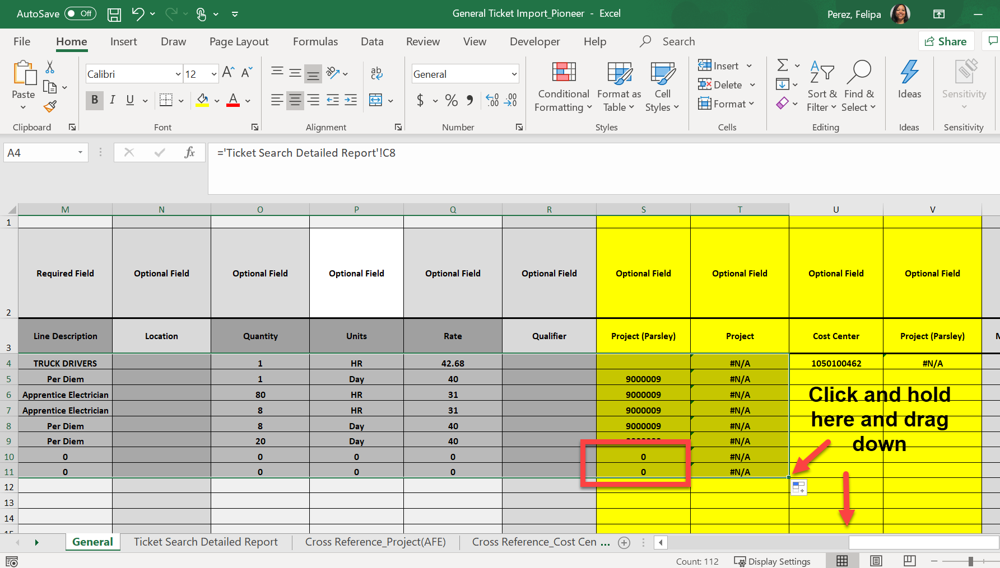 AutoSave Off General Ticket Import_Pioneer - Excel Perez, Felipa
File Home Insert Draw Page Layout Formulas Data Review View Developer Help Search Share
Calibri 12 A A ab General Insert Σ A Z
Paste Conditional Format as Cell Delete Sort & Find & Ideas Sensitivity
B I U A $ % .00 .00 Formatting Table Styles Format Filter Select
Clipboard Font Alignment Number Styles Cells Editing Ideas Sensitivity
A4 fx ='Ticket Search Detailed Report'!C8
M N O P Q R S T U V
1
2 Required Field Optional Field Optional Field Optional Field Optional Field Optional Field Optional Field Optional Field Optional Field Optional Field
3 Line Description Location Quantity Units Rate Qualifier Project (Parsley) Project Cost Center Project (Parsley)
4 TRUCK DRIVERS 1 HR 42.68 #N/A 1050100462 #N/A
5 Per Diem 1 Day 40 9000009 #N/A
6 Apprentice Electrician 80 HR 31 9000009 #N/A
7 Apprentice Electrician 8 HR 31 9000009 #N/A
8 Per Diem 8 Day 40 9000009 #N/A
9 Per Diem 20 Day 40 #N/A
10 0 0 0 0 0 #N/A
11 0 0 0 0 0 #N/A
12
13
14
Click and hold
here and drag
down
General Ticket Search Detailed Report Cross Reference_Project(AFE) Cross Reference_Cost Cen ...
Count: 112 Display Settings